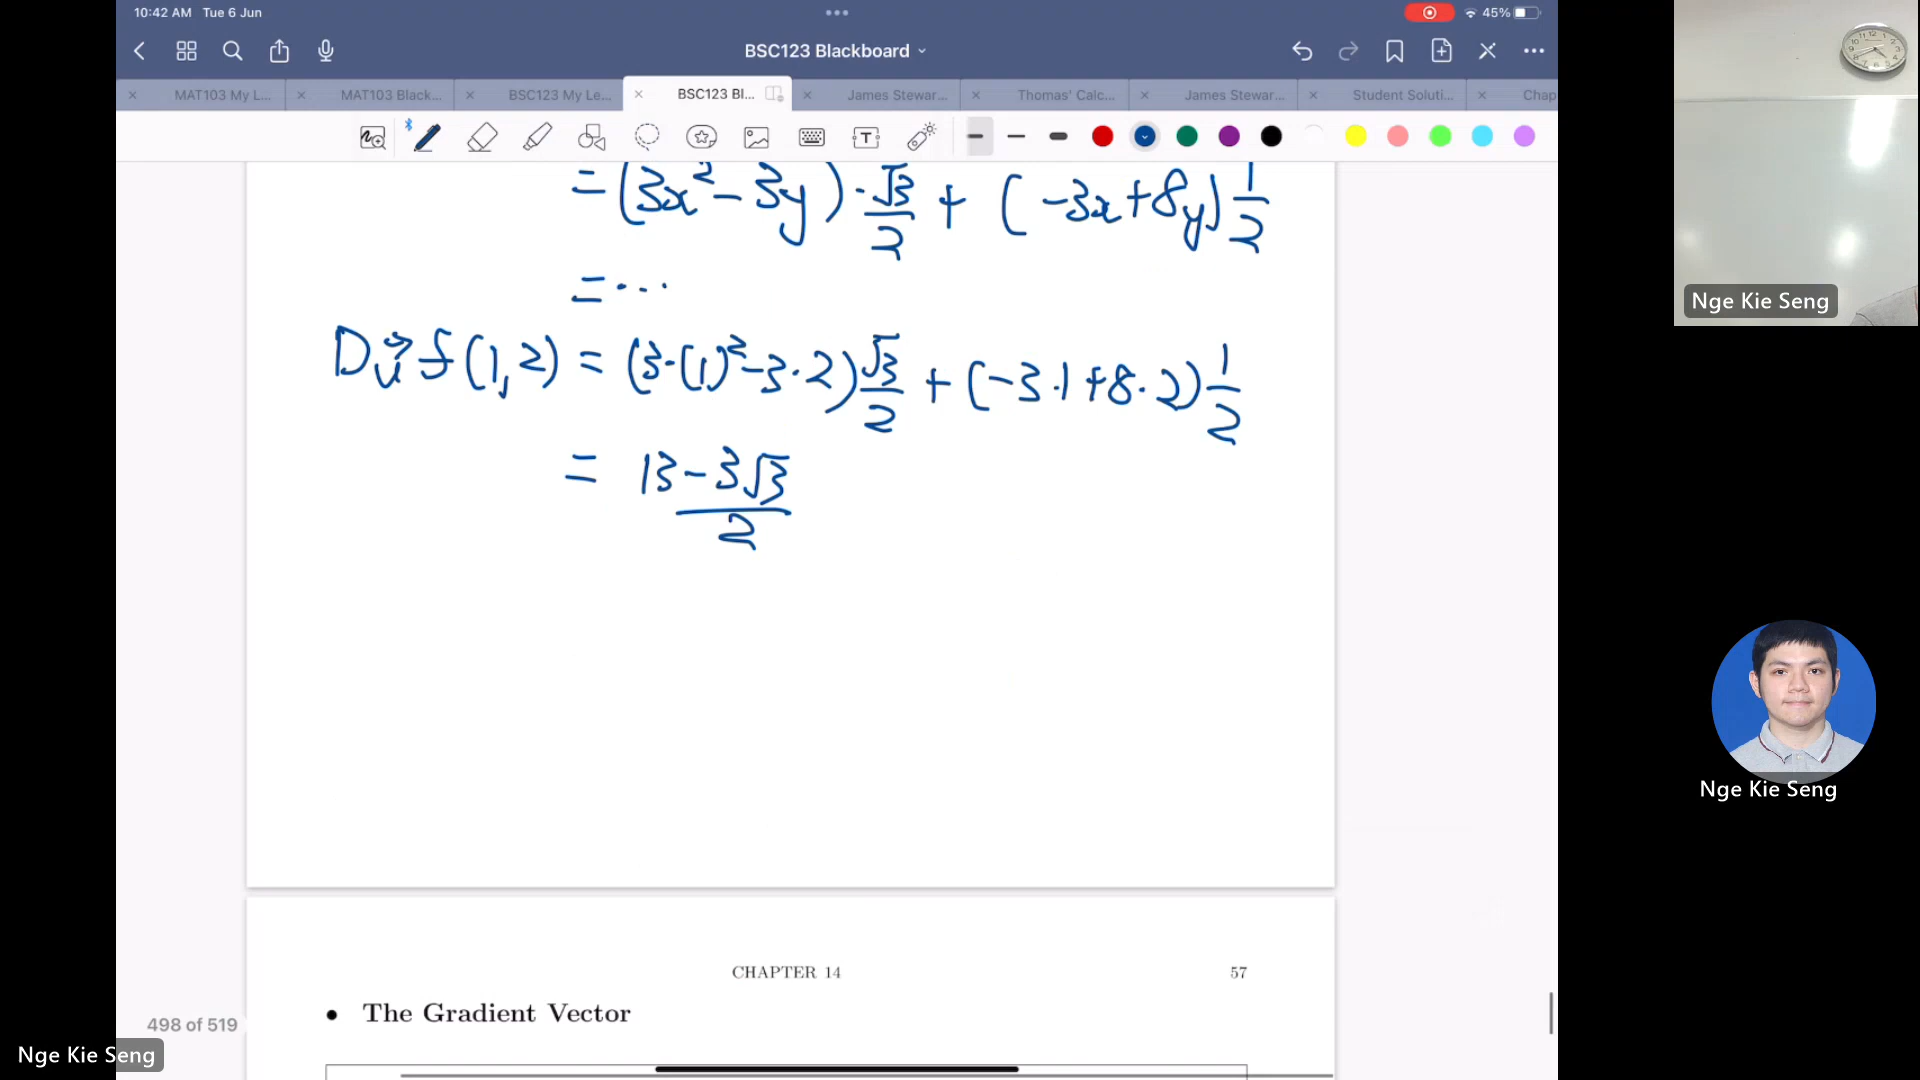 10:42 AM Tue 6 Jun
45%
BSC123 Blackboard
MAT103 My L...
MAT103 Black...
BSC123 My Le...
BSC123 Bl...
James Stewar...
Thomas' Calc...
James Stewar...
Student Soluti...
Chap
= (3x² - 3y) · √3/2 + (-3x + 8y) 1/2
= ...
D_u⃗ f(1, 2) = (3·(1)² - 3·2) √3/2 + (-3·1 + 8·2) 1/2
= 13 - 3√3 / 2
CHAPTER 14 57
• The Gradient Vector
498 of 519
Nge Kie Seng
Nge Kie Seng
Nge Kie Seng